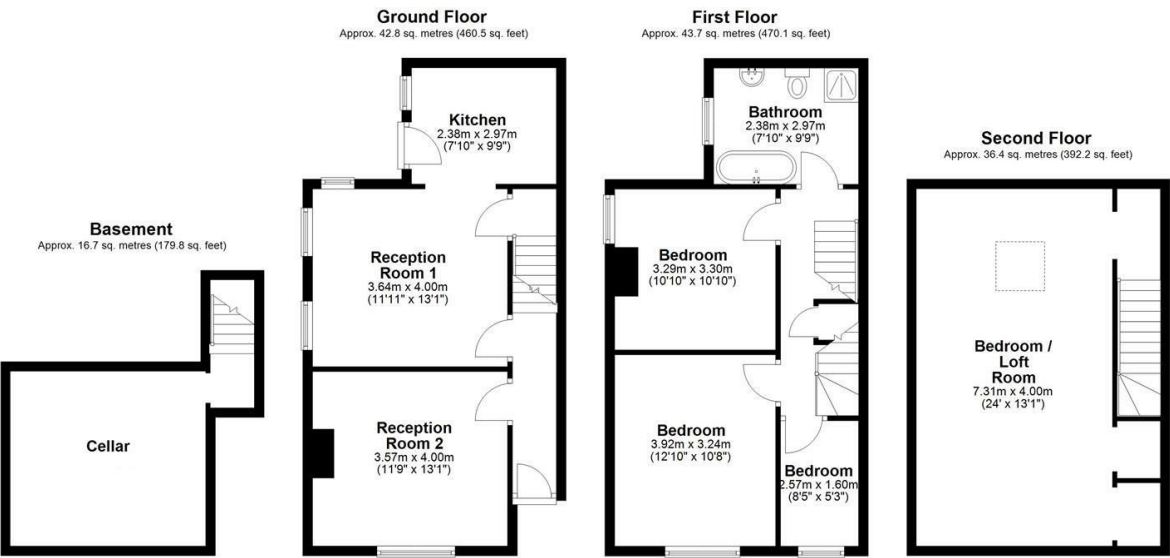 Basement
Approx. 16.7 sq. metres (179.8 sq. feet)
Cellar
Ground Floor
Approx. 42.8 sq. metres (460.5 sq. feet)
Kitchen
2.38m x 2.97m
(7'10" x 9'9")
Reception
Room 1
3.64m x 4.00m
(11'11" x 13'1")
Reception
Room 2
3.57m x 4.00m
(11'9" x 13'1")
First Floor
Approx. 43.7 sq. metres (470.1 sq. feet)
Bathroom
2.38m x 2.97m
(7'10" x 9'9")
Bedroom
3.29m x 3.30m
(10'10" x 10'10")
Bedroom
3.92m x 3.24m
(12'10" x 10'8")
Bedroom
2.57m x 1.60m
(8'5" x 5'3")
Second Floor
Approx. 36.4 sq. metres (392.2 sq. feet)
Bedroom /
Loft
Room
7.31m x 4.00m
(24' x 13'1")